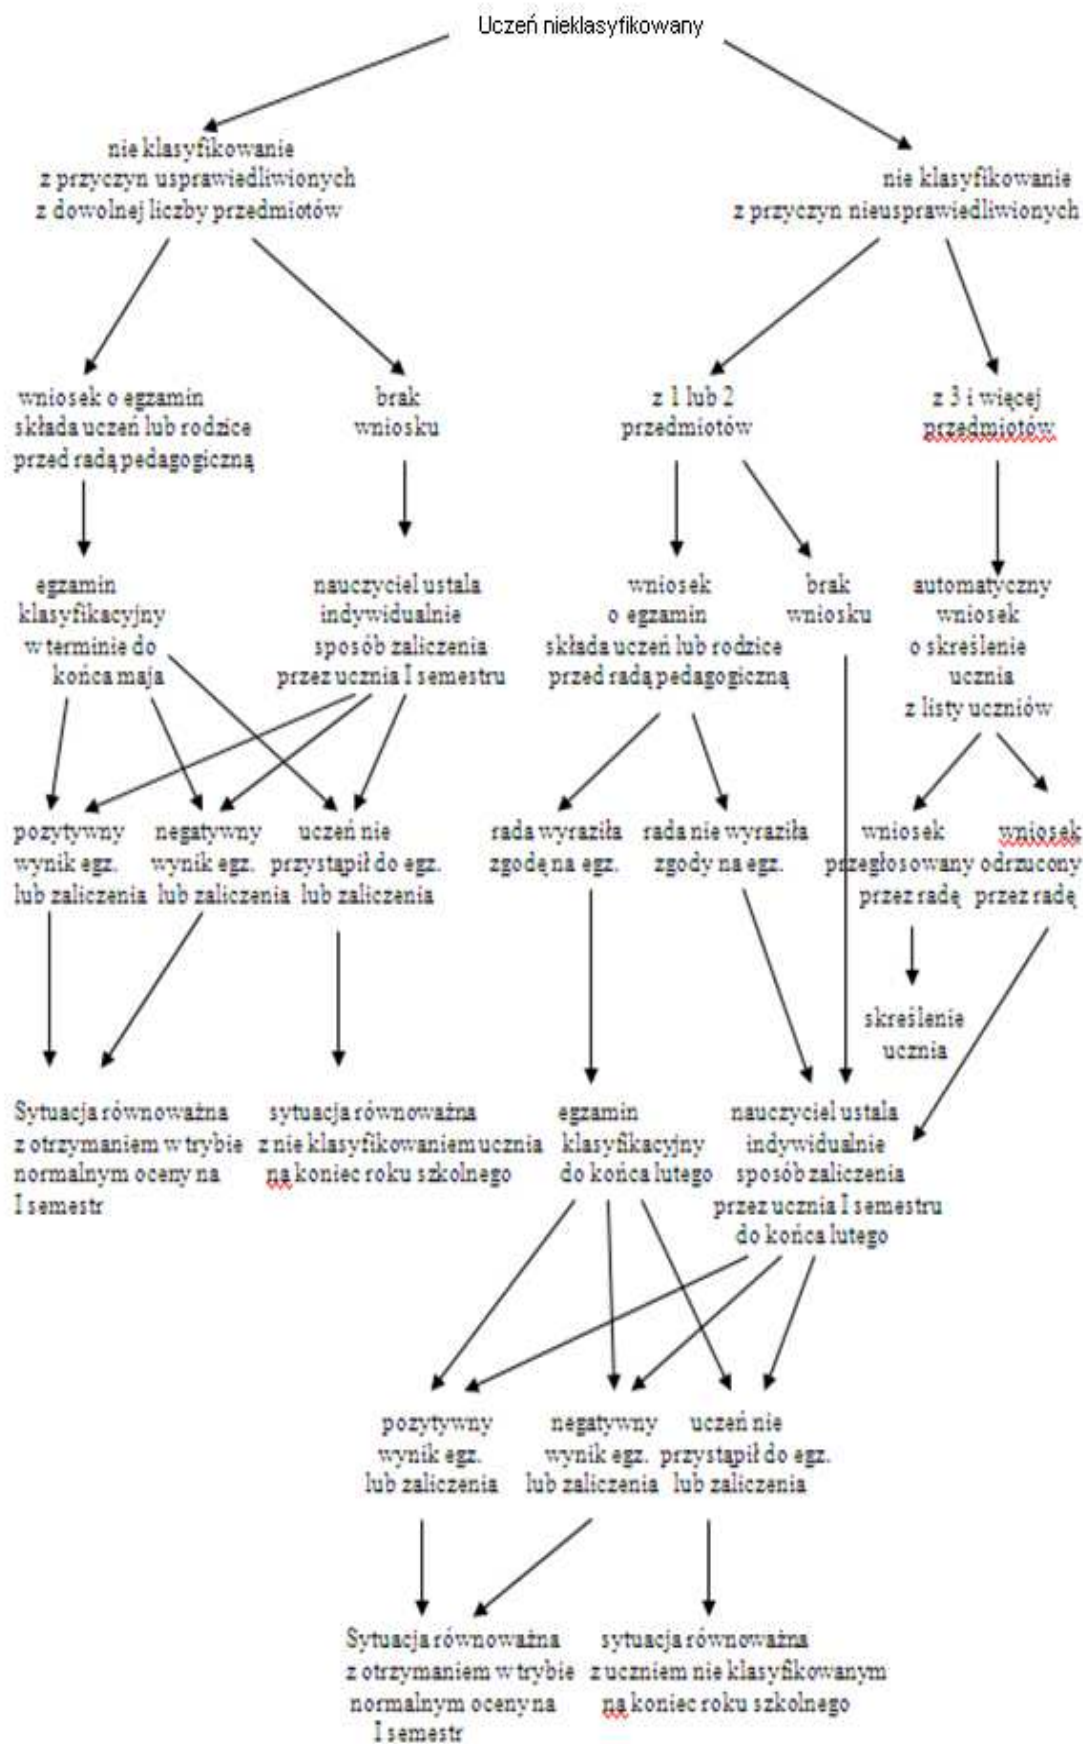 Uczeń nieklasyfikowany
nie klasyfikowanie
z przyczyn usprawiedliwionych
z dowolnej liczby przedmiotów
nie klasyfikowanie
z przyczyn nieusprawiedliwionych
wniosek o egzamin
składa uczeń lub rodzice
przed radą pedagogiczną
brak
wniosku
z 1 lub 2
przedmiotów
z 3 i więcej
przedmiotów
egzamin
klasyfikacyjny
w terminie do
końca maja
nauczyciel ustala
indywidualnie
sposób zaliczenia
przez ucznia I semestru
wniosek
o egzamin
składa uczeń lub rodzice
przed radą pedagogiczną
brak
wniosku
automatyczny
wniosek
o skreślenie
ucznia
z listy uczniów
pozytywny
wynik egz.
lub zaliczenia
negatywny
wynik egz.
lub zaliczenia
uczeń nie
przystąpił do egz.
lub zaliczenia
rada wyraziła
zgodę na egz.
rada nie wyraziła
zgody na egz.
wniosek
przegłosowany
przez radę
wniosek
odrzucony
przez radę
skreślenie
ucznia
Sytuacja równoważna
z otrzymaniem w trybie
normalnym oceny na
I semestr
sytuacja równoważna
z nie klasyfikowaniem ucznia
na koniec roku szkolnego
egzamin
klasyfikacyjny
do końca lutego
nauczyciel ustala
indywidualnie
sposób zaliczenia
przez ucznia I semestru
do końca lutego
pozytywny
wynik egz.
lub zaliczenia
negatywny
wynik egz.
lub zaliczenia
uczeń nie
przystąpił do egz.
lub zaliczenia
Sytuacja równoważna
z otrzymaniem w trybie
normalnym oceny na
I semestr
sytuacja równoważna
z uczniem nie klasyfikowanym
na koniec roku szkolnego